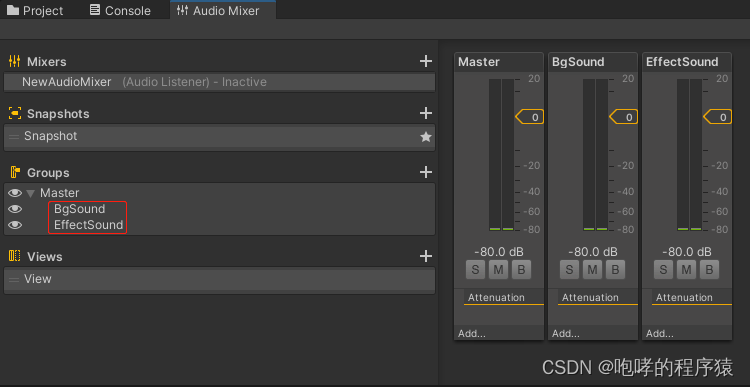 Project Console Audio Mixer
Mixers
NewAudioMixer (Audio Listener) - Inactive
Snapshots
Snapshot
Groups
Master
BgSound
EffectSound
Views
View
Master
20
0
-20
-40
-60
-80
-80.0 dB
S M B
Attenuation
Add...
BgSound
20
0
-20
-40
-60
-80
-80.0 dB
S M B
Attenuation
Add...
EffectSound
20
0
-20
-40
-60
-80
-80.0 dB
S M B
Attenuation
Add...
CSDN @咆哮的程序猿